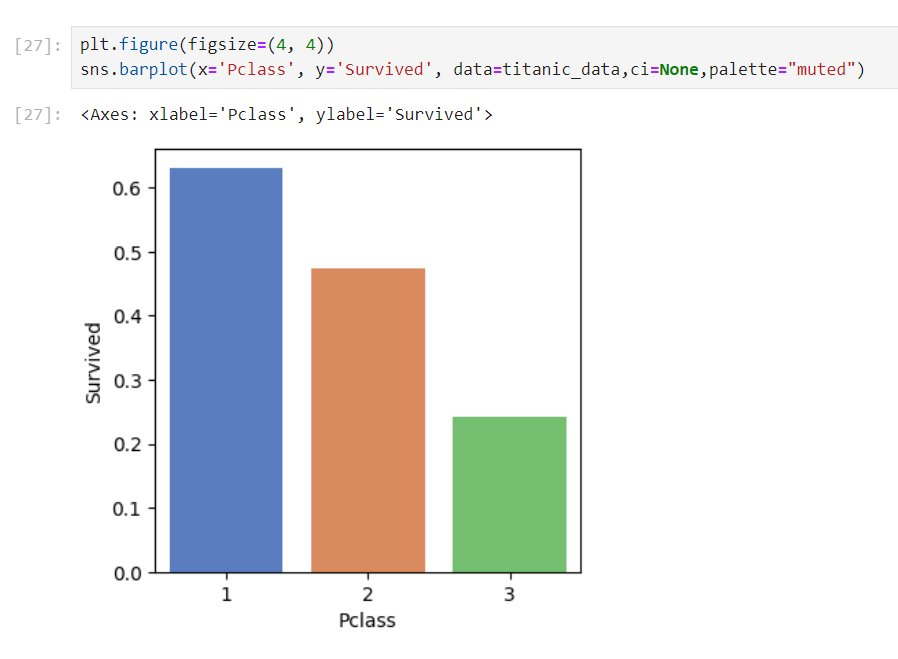 [27]: plt.figure(figsize=(4, 4))
sns.barplot(x='Pclass', y='Survived', data=titanic_data,ci=None,palette="muted")
[27]: <Axes: xlabel='Pclass', ylabel='Survived'>
0.6
0.5
0.4
0.3
0.2
0.1
0.0
Survived
1 2 3
Pclass